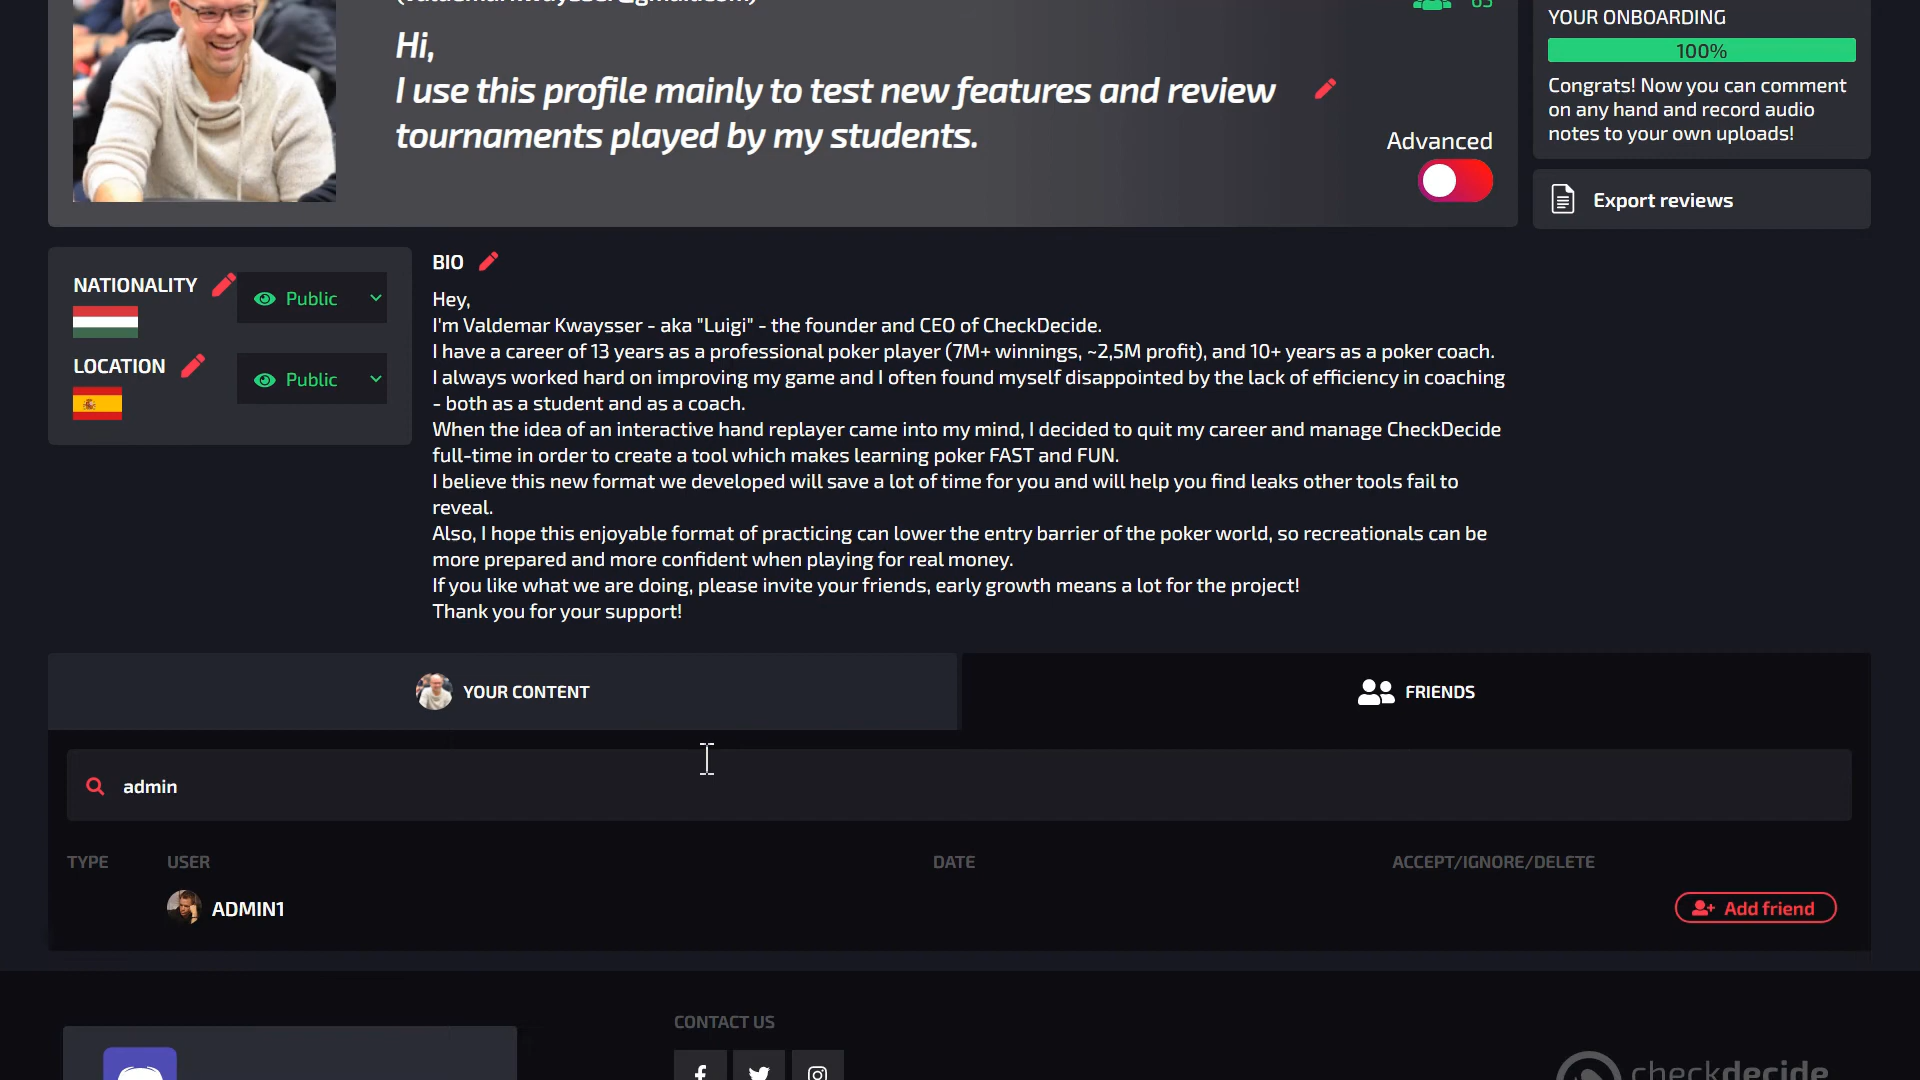 Hi,
I use this profile mainly to test new features and review
tournaments played by my students.
Advanced
YOUR ONBOARDING
100%
Congrats! Now you can comment
on any hand and record audio
notes to your own uploads!
Export reviews
NATIONALITY
Public
LOCATION
Public
BIO
Hey,
I'm Valdemar Kwaysser - aka "Luigi" - the founder and CEO of CheckDecide.
I have a career of 13 years as a professional poker player (7M+ winnings, ~2,5M profit), and 10+ years as a poker coach.
I always worked hard on improving my game and I often found myself disappointed by the lack of efficiency in coaching
- both as a student and as a coach.
When the idea of an interactive hand replayer came into my mind, I decided to quit my career and manage CheckDecide
full-time in order to create a tool which makes learning poker FAST and FUN.
I believe this new format we developed will save a lot of time for you and will help you find leaks other tools fail to
reveal.
Also, I hope this enjoyable format of practicing can lower the entry barrier of the poker world, so recreationals can be
more prepared and more confident when playing for real money.
If you like what we are doing, please invite your friends, early growth means a lot for the project!
Thank you for your support!
YOUR CONTENT
FRIENDS
admin
TYPE
USER
DATE
ACCEPT/IGNORE/DELETE
ADMIN1
Add friend
CONTACT US
checkdecide